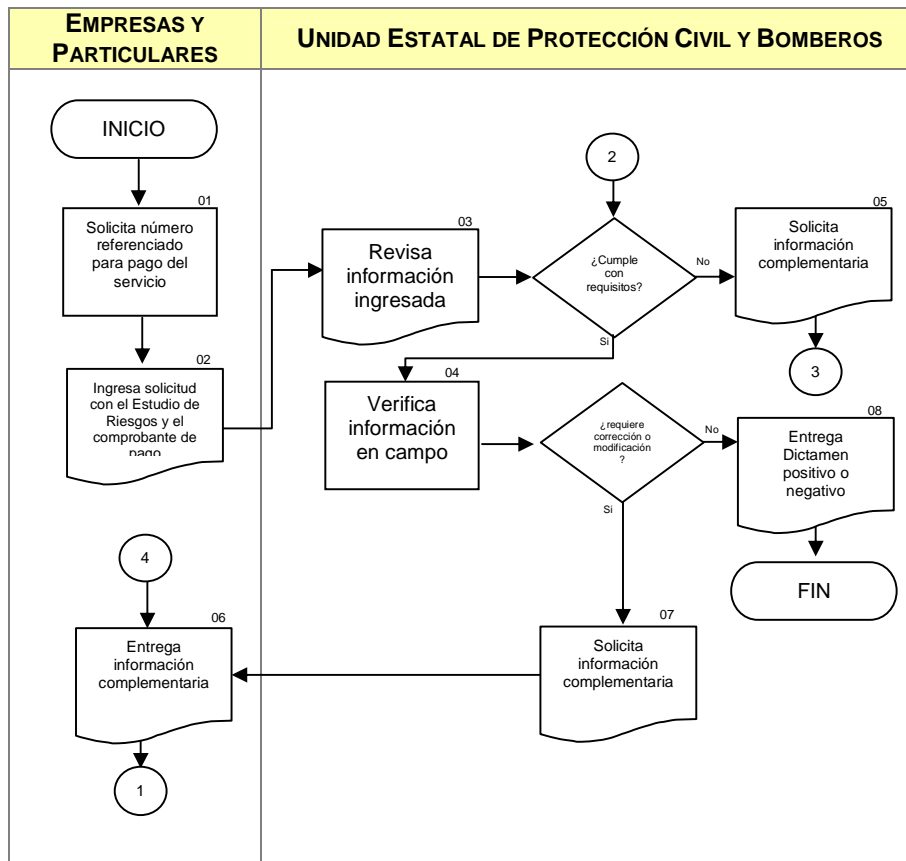 EMPRESAS Y
PARTICULARES
UNIDAD ESTATAL DE PROTECCIÓN CIVIL Y BOMBEROS
INICIO
01
Solicita número
referenciado
para pago del
servicio
02
Ingresa solicitud
con el Estudio de
Riesgos y el
comprobante de
pago
03
Revisa
información
ingresada
2
¿Cumple
con
requisitos?
No
Si
05
Solicita
información
complementaria
3
04
Verifica
información
en campo
¿requiere
corrección o
modificación
?
No
Si
08
Entrega
Dictamen
positivo o
negativo
FIN
4
06
Entrega
información
complementaria
1
07
Solicita
información
complementaria